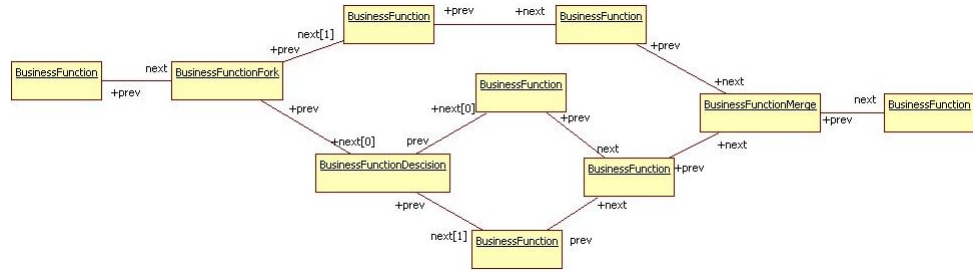 +prev
+next
BusinessFunction
BusinessFunction
next[1]
+prev
+prev
next
BusinessFunction
BusinessFunctionFork
+prev
+next
BusinessFunction
BusinessFunctionMerge
next
BusinessFunction
+prev
+prev
+next[0]
+prev
+prev
+next
+next[0]
prev
next
BusinessFunctionDescision
BusinessFunction
+prev
+prev
+next
next[1]
BusinessFunction
prev